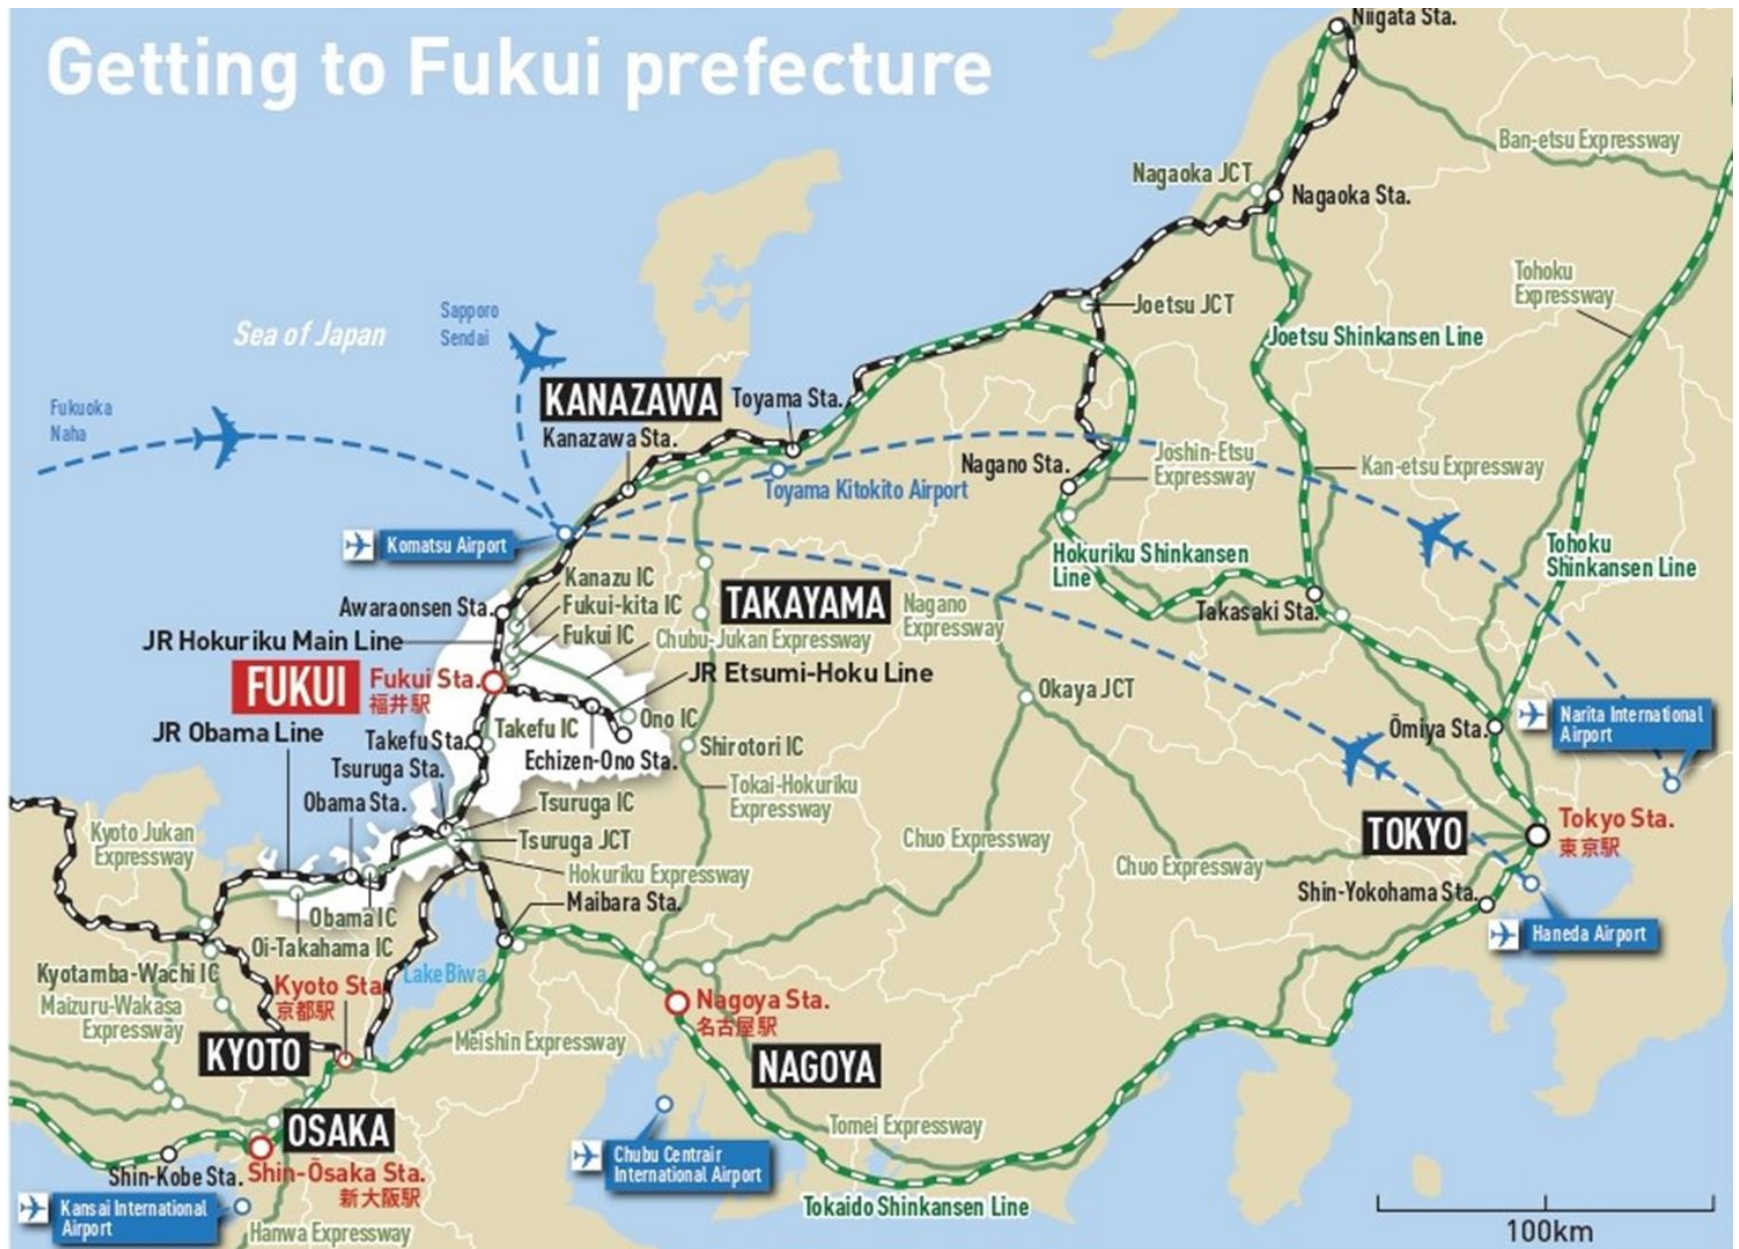 Getting to Fukui prefecture
Niigata Sta.
Ban-etsu Expressway
Nagaoka JCT
Nagaoka Sta.
Tohoku
Expressway
Joetsu JCT
Joetsu Shinkansen Line
Sea of Japan
Sapporo
Sendai
Fukuoka
Naha
KANAZAWA
Kanazawa Sta.
Toyama Sta.
Nagano Sta.
Joshin-Etsu
Expressway
Kan-etsu Expressway
Toyama Kitokito Airport
Komatsu Airport
Hokuriku Shinkansen
Line
Tohoku
Shinkansen Line
Kanazu IC
Fukui-kita IC
Fukui IC
Awaraonsen Sta.
TAKAYAMA
Nagano
Expressway
Takasaki Sta.
JR Hokuriku Main Line
Chubu-Jukan Expressway
JR Etsumi-Hoku Line
FUKUI
Fukui Sta.
福井駅
Okaya JCT
JR Obama Line
Takefu IC
Ono IC
Takefu Sta.
Echizen-Ono Sta.
Shirotori IC
Ōmiya Sta.
Narita International
Airport
Tsuruga Sta.
Obama Sta.
Tokai-Hokuriku
Expressway
Tsuruga IC
Tsuruga JCT
Kyoto Jukan
Expressway
Chuo Expressway
Chuo Expressway
TOKYO
Tokyo Sta.
東京駅
Hokuriku Expressway
Maibara Sta.
Shin-Yokohama Sta.
Haneda Airport
Obama IC
Oi-Takahama IC
Kyotamba-Wachi IC
Kyoto Sta.
京都駅
Lake Biwa
Maizuru-Wakasa
Expressway
Nagoya Sta.
名古屋駅
Meishin Expressway
KYOTO
NAGOYA
OSAKA
Tomei Expressway
Chubu Centrair
International Airport
Shin-Kobe Sta.
Shin-Ōsaka Sta.
新大阪駅
Tokaido Shinkansen Line
Kansai International
Airport
Hanwa Expressway
100km